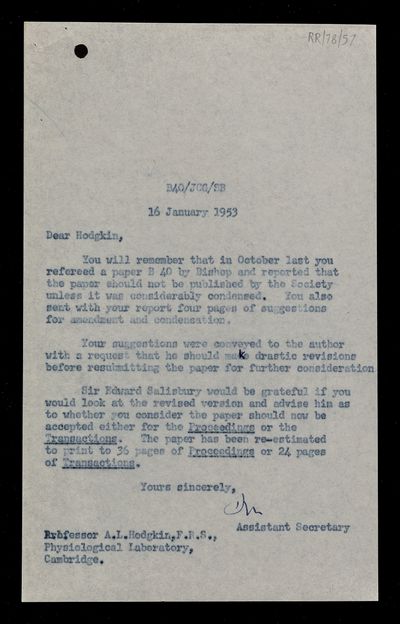 RR/78/57
B40/JCG/SB
16 January 1953
Dear Hodgkin,
You will remember that in October last you
refereed a paper B 40 by Bishop and reported that
the paper should not be published by the Society
unless it was considerably condensed. You also
sent with your report four pages of suggestions
for amendment and condensation.
Your suggestions were conveyed to the author
with a request that he should make drastic revisions
before resubmitting the paper for further consideration
Sir Edward Salisbury would be grateful if you
would look at the revised version and advise him as
to whether you consider the paper should now be
accepted either for the Proceedings or the
Transactions. The paper has been re-estimated
to print to 36 pages of Proceedings or 24 pages
of Transactions.
Yours sincerely,
Assistant Secretary
Professor A.L.Hodgkin,F.R.S.,
Physiological Laboratory,
Cambridge.